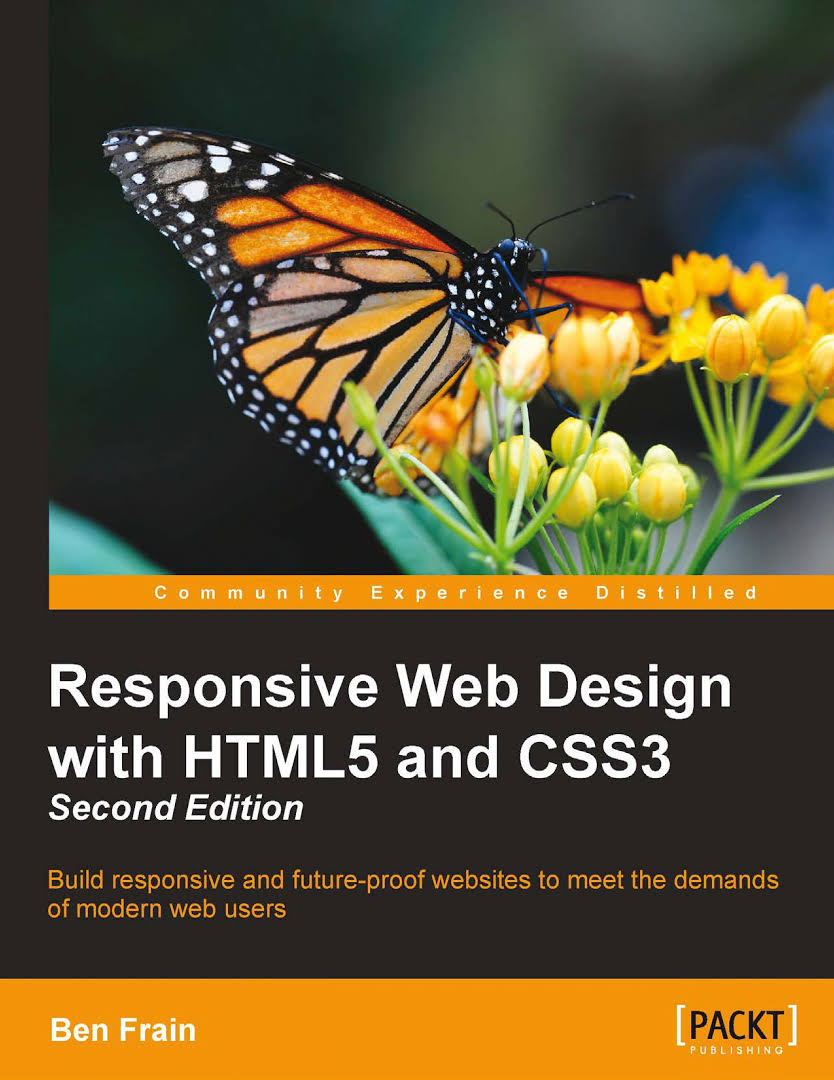 Community Experience Distilled
Responsive Web Design
with HTML5 and CSS3
Second Edition
Build responsive and future-proof websites to meet the demands
of modern web users
Ben Frain
[PACKT]
PUBLISHING